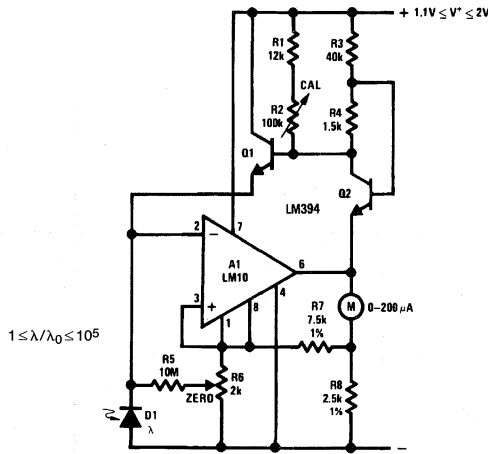 + 1.1V ≤ V+ ≤ 2V
R1
12k
R3
40k
CAL
R2
100k
R4
1.5k
Q1
Q2
LM394
2
−
7
A1
LM10
6
3
+
4
1
8
M
0–200 μA
R7
7.5k
1%
1 ≤ λ/λ0 ≤ 10⁵
R5
10M
R6
2k
ZERO
R8
2.5k
1%
D1
λ
−